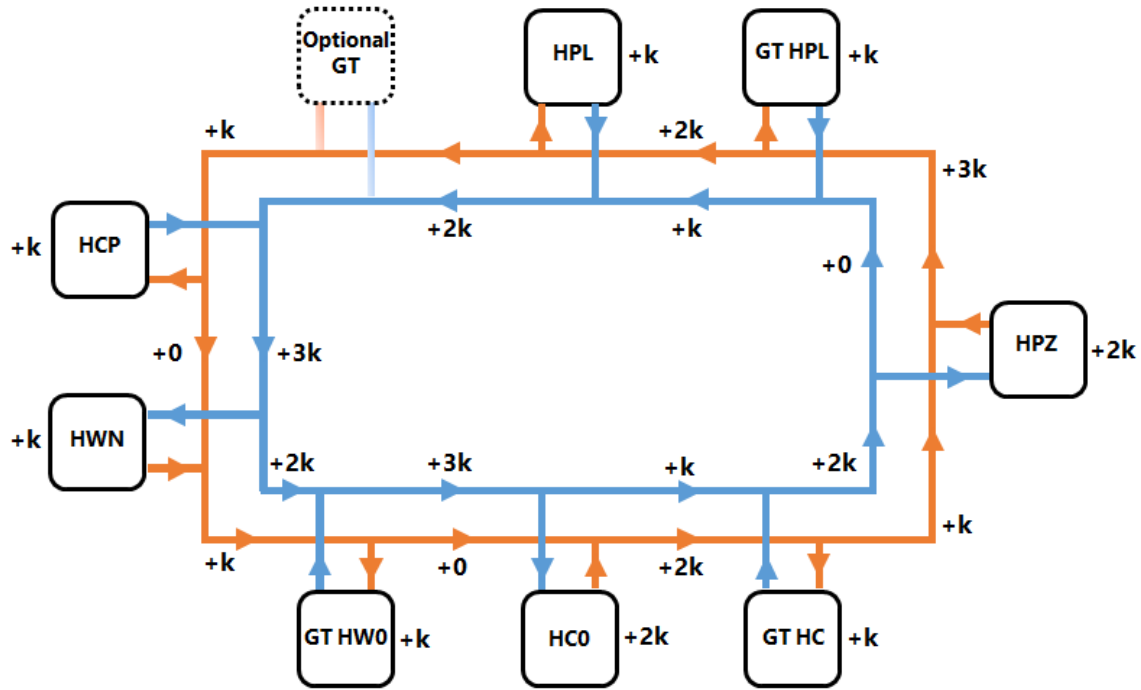 Optional
GT
HPL
+k
GT HPL
+k
+k
+2k
+3k
+2k
+k
HCP
+k
+0
+0
+3k
HPZ
+2k
HWN
+k
+2k
+3k
+k
+2k
+k
+0
+2k
+k
GT HW0
+k
HC0
+2k
GT HC
+k